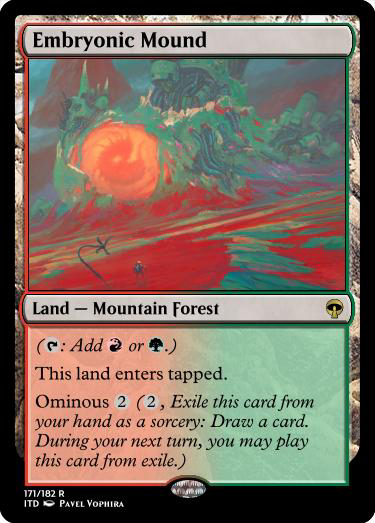 Embryonic Mound
Land — Mountain Forest
(T: Add R or G.)
This land enters tapped.
Ominous 2 (2, Exile this card from
your hand as a sorcery: Draw a card.
During your next turn, you may play
this card from exile.)
171/182 R
ITD PAVEL VOPHIRA